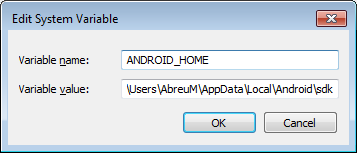 Edit System Variable
Variable name: ANDROID_HOME
Variable value: \Users\AbreuM\AppData\Local\Android\sdk
OK Cancel